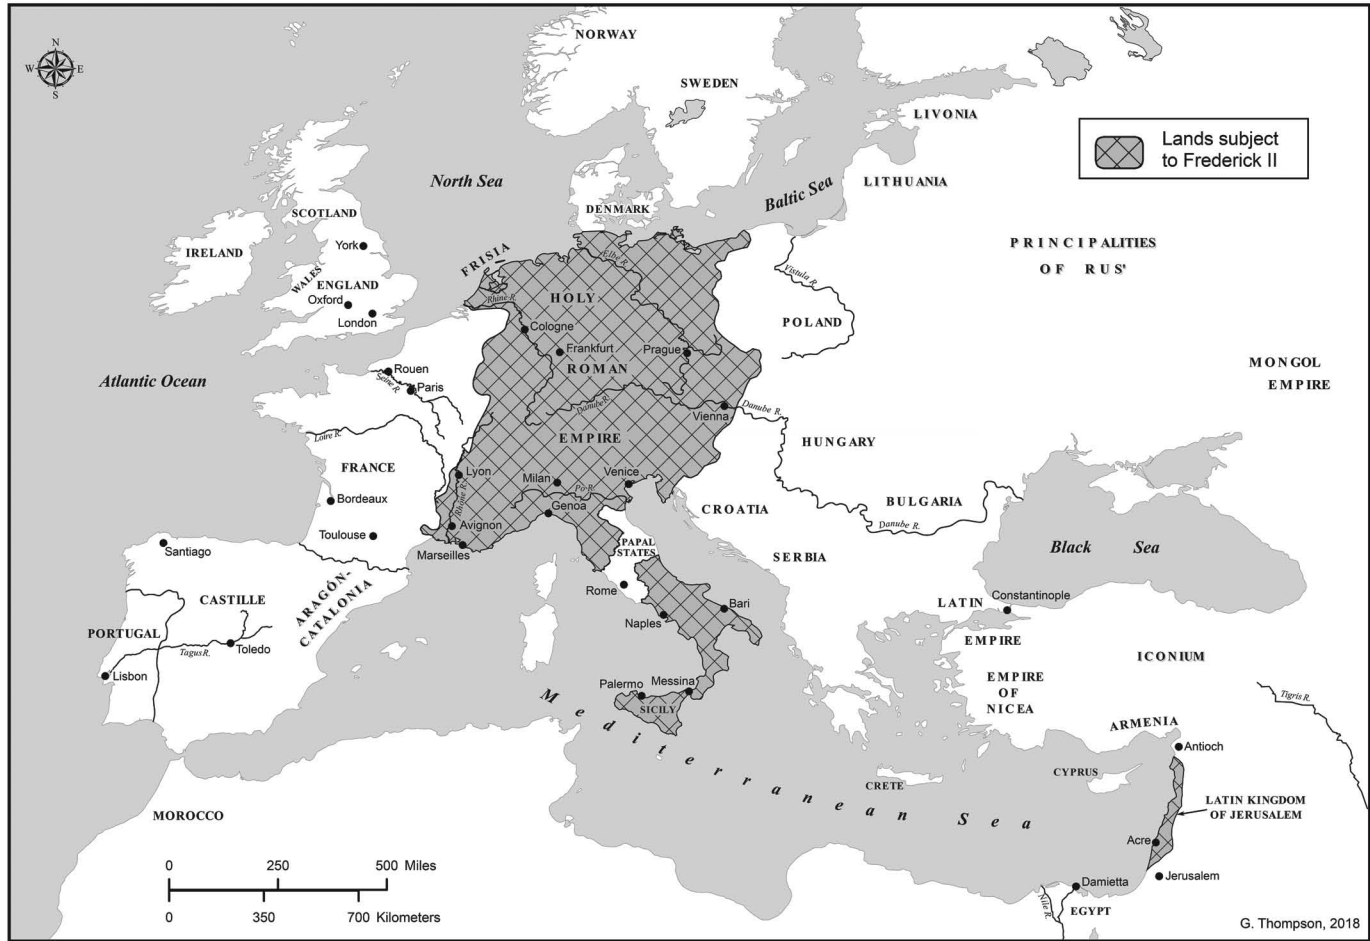 NORWAY
N
W E
S
SWEDEN
LIVONIA
Lands subject
to Frederick II
North Sea
Baltic Sea
LITHUANIA
SCOTLAND
DENMARK
IRELAND
York
FRISIA
Elbe R.
PRINCIPALITIES
OF RUS'
WALES
ENGLAND
Vistula R.
Oxford
London
Rhine R.
HOLY
POLAND
Cologne
Frankfurt
Prague
ROMAN
Rouen
Seine R.
Paris
Atlantic Ocean
MONGOL
EMPIRE
Danube R.
Vienna
Danube R.
Loire R.
EMPIRE
HUNGARY
FRANCE
Lyon
Milan
Venice
Po R.
Rhone R.
Bordeaux
Genoa
CROATIA
BULGARIA
Danube R.
Avignon
Toulouse
Marseilles
Santiago
PAPAL
STATES
SERBIA
Black Sea
Rome
ARAGÓN-
CATALONIA
CASTILLE
Bari
LATIN
EMPIRE
Constantinople
Naples
PORTUGAL
Tagus R.
Toledo
ICONIUM
Lisbon
Palermo
Messina
SICILY
EMPIRE
OF
NICEA
Tigris R.
Mediterranean Sea
ARMENIA
Antioch
CYPRUS
CRETE
LATIN KINGDOM
OF JERUSALEM
MOROCCO
Acre
0 250 500 Miles
0 350 700 Kilometers
Jerusalem
Damietta
Nile R.
EGYPT
G. Thompson, 2018